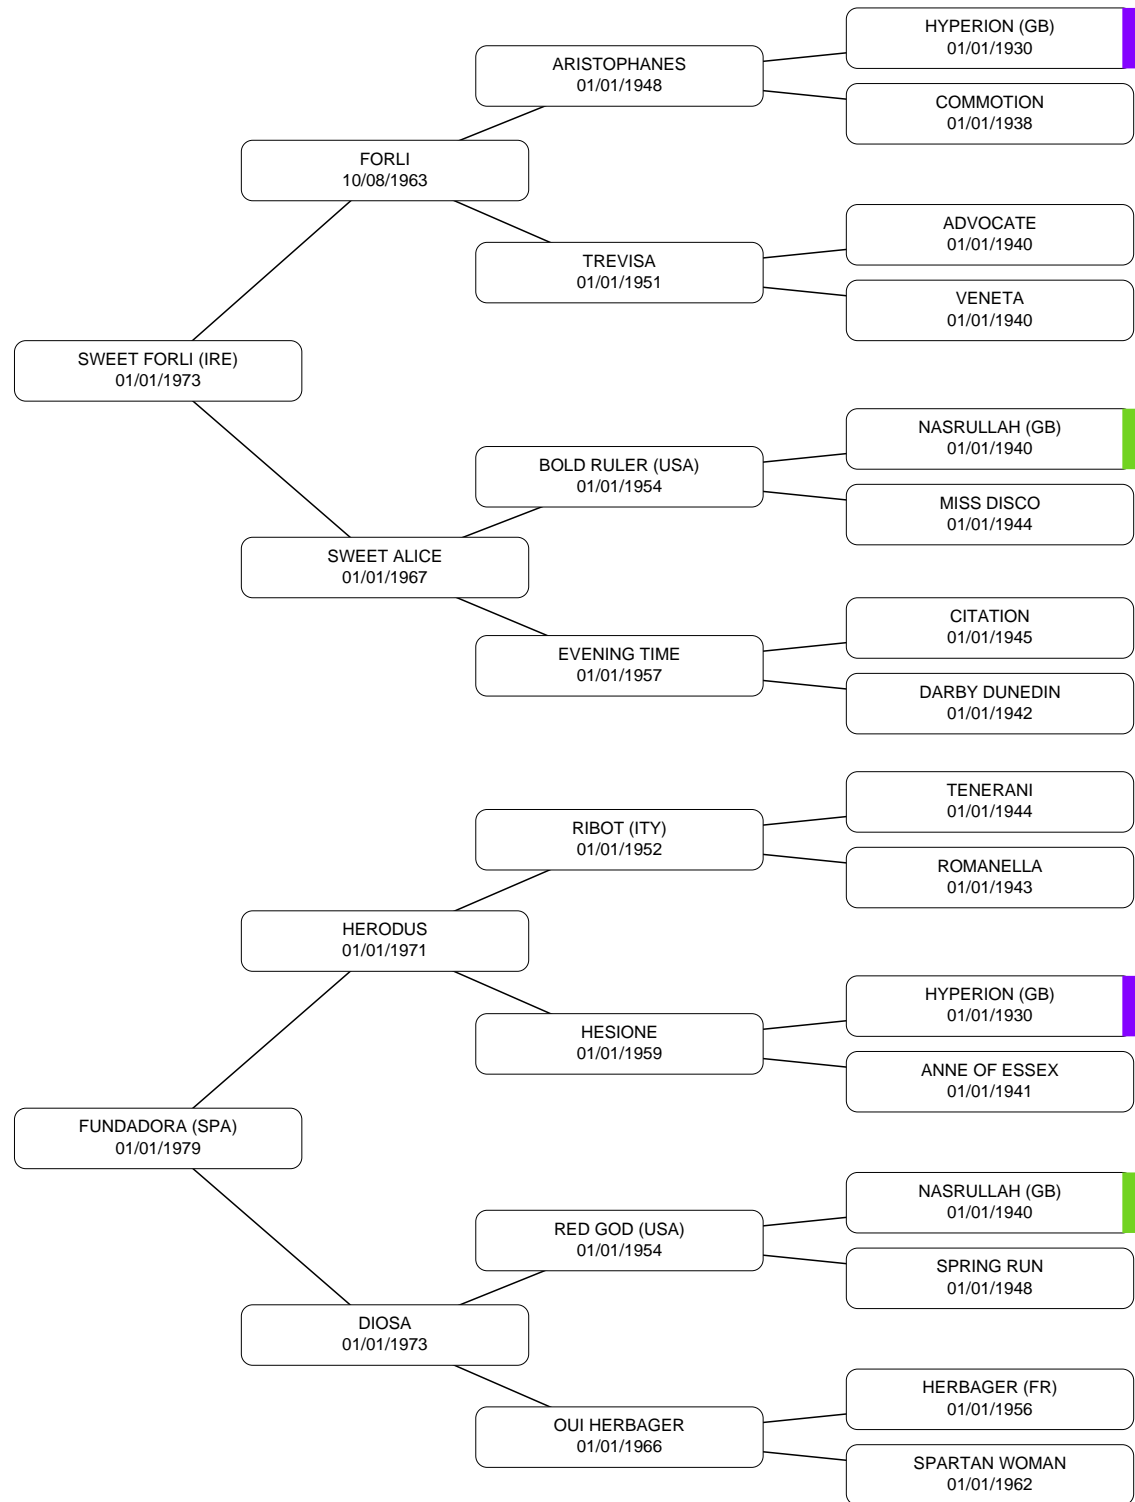 HYPERION (GB)
01/01/1930
ARISTOPHANES
01/01/1948
COMMOTION
01/01/1938
FORLI
10/08/1963
ADVOCATE
01/01/1940
TREVISA
01/01/1951
VENETA
01/01/1940
SWEET FORLI (IRE)
01/01/1973
NASRULLAH (GB)
01/01/1940
BOLD RULER (USA)
01/01/1954
MISS DISCO
01/01/1944
SWEET ALICE
01/01/1967
CITATION
01/01/1945
EVENING TIME
01/01/1957
DARBY DUNEDIN
01/01/1942
TENERANI
01/01/1944
RIBOT (ITY)
01/01/1952
ROMANELLA
01/01/1943
HERODUS
01/01/1971
HYPERION (GB)
01/01/1930
HESIONE
01/01/1959
ANNE OF ESSEX
01/01/1941
FUNDADORA (SPA)
01/01/1979
NASRULLAH (GB)
01/01/1940
RED GOD (USA)
01/01/1954
SPRING RUN
01/01/1948
DIOSA
01/01/1973
HERBAGER (FR)
01/01/1956
OUI HERBAGER
01/01/1966
SPARTAN WOMAN
01/01/1962